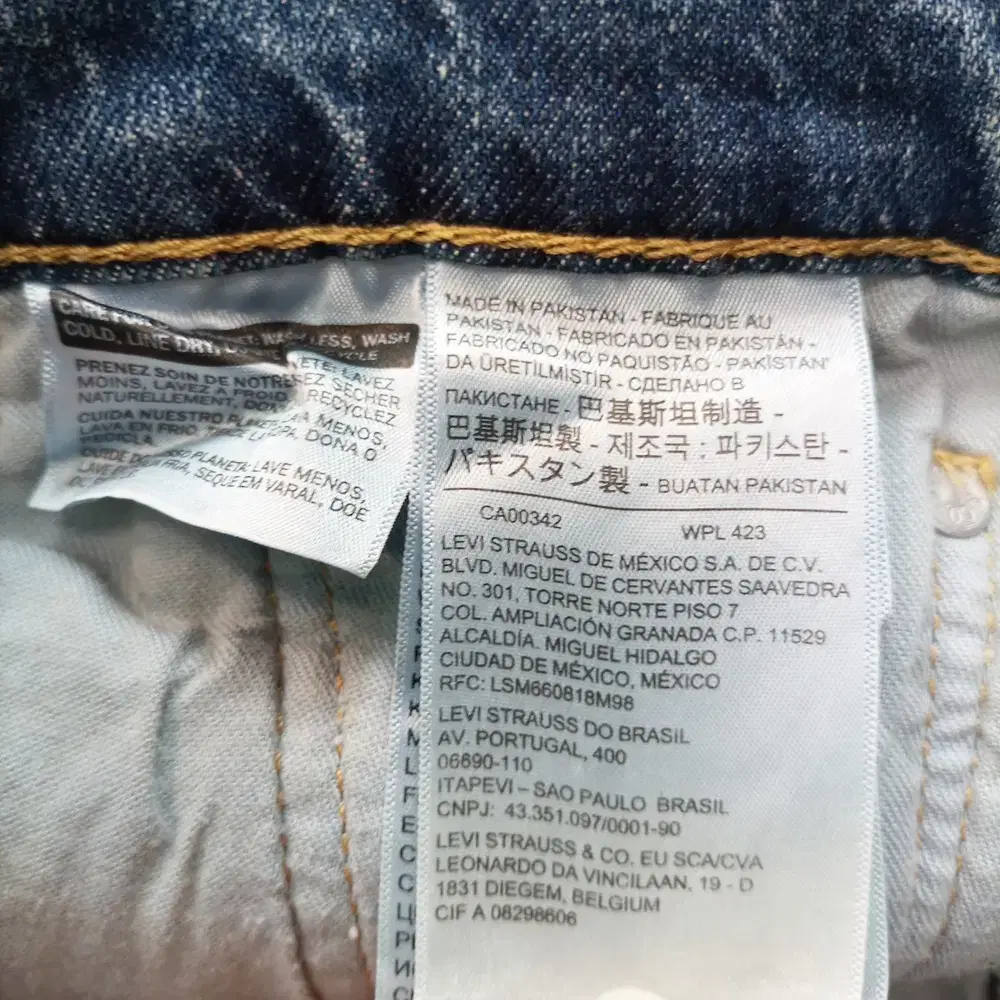 COLD, LINE DRY,
PRENEZ SOIN DE
MOINS, LAVEZ À FROID
NATURELLEMENT,
LAVEZ
SÉCHER
RECYCLEZ
CUIDA NUESTRO
LAVA EN FRÍO,
RECICLA
MENOS,
DONA O
PLANETA: LAVE MENOS,
SEQUE EM VARAL, DOE
MADE IN PAKISTAN - FABRIQUE AU
PAKISTAN - FABRICADO EN PAKISTÁN -
FABRICADO NO PAQUISTÃO - PAKİSTAN'
DA ÜRETİLMİSTİR - СДЕЛАНО В
ПАКИСТАНЕ - 巴基斯坦制造 -
巴基斯坦製 - 제조국 : 파키스탄 -
パキスタン製 - BUATAN PAKISTAN
CA00342 WPL 423
LEVI STRAUSS DE MÉXICO S.A. DE C.V.
BLVD. MIGUEL DE CERVANTES SAAVEDRA
NO. 301, TORRE NORTE PISO 7
COL. AMPLIACIÓN GRANADA C.P. 11529
ALCALDÍA. MIGUEL HIDALGO
CIUDAD DE MÉXICO, MÉXICO
RFC: LSM660818M98
LEVI STRAUSS DO BRASIL
AV. PORTUGAL, 400
06690-110
ITAPEVI – SAO PAULO BRASIL
CNPJ: 43.351.097/0001-90
LEVI STRAUSS & CO. EU SCA/CVA
LEONARDO DA VINCILAAN, 19 - D
1831 DIEGEM, BELGIUM
CIF A 08298606